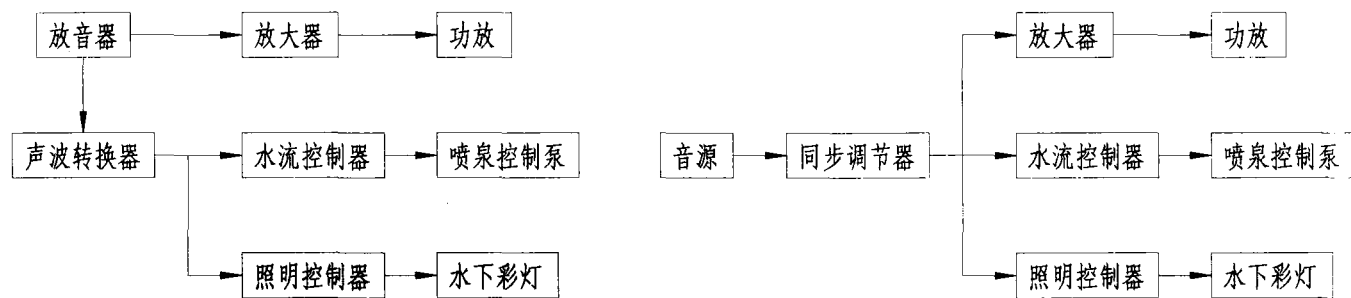 放音器
放大器
功放
声波转换器
水流控制器
喷泉控制泵
照明控制器
水下彩灯
音源
同步调节器
放大器
功放
水流控制器
喷泉控制泵
照明控制器
水下彩灯